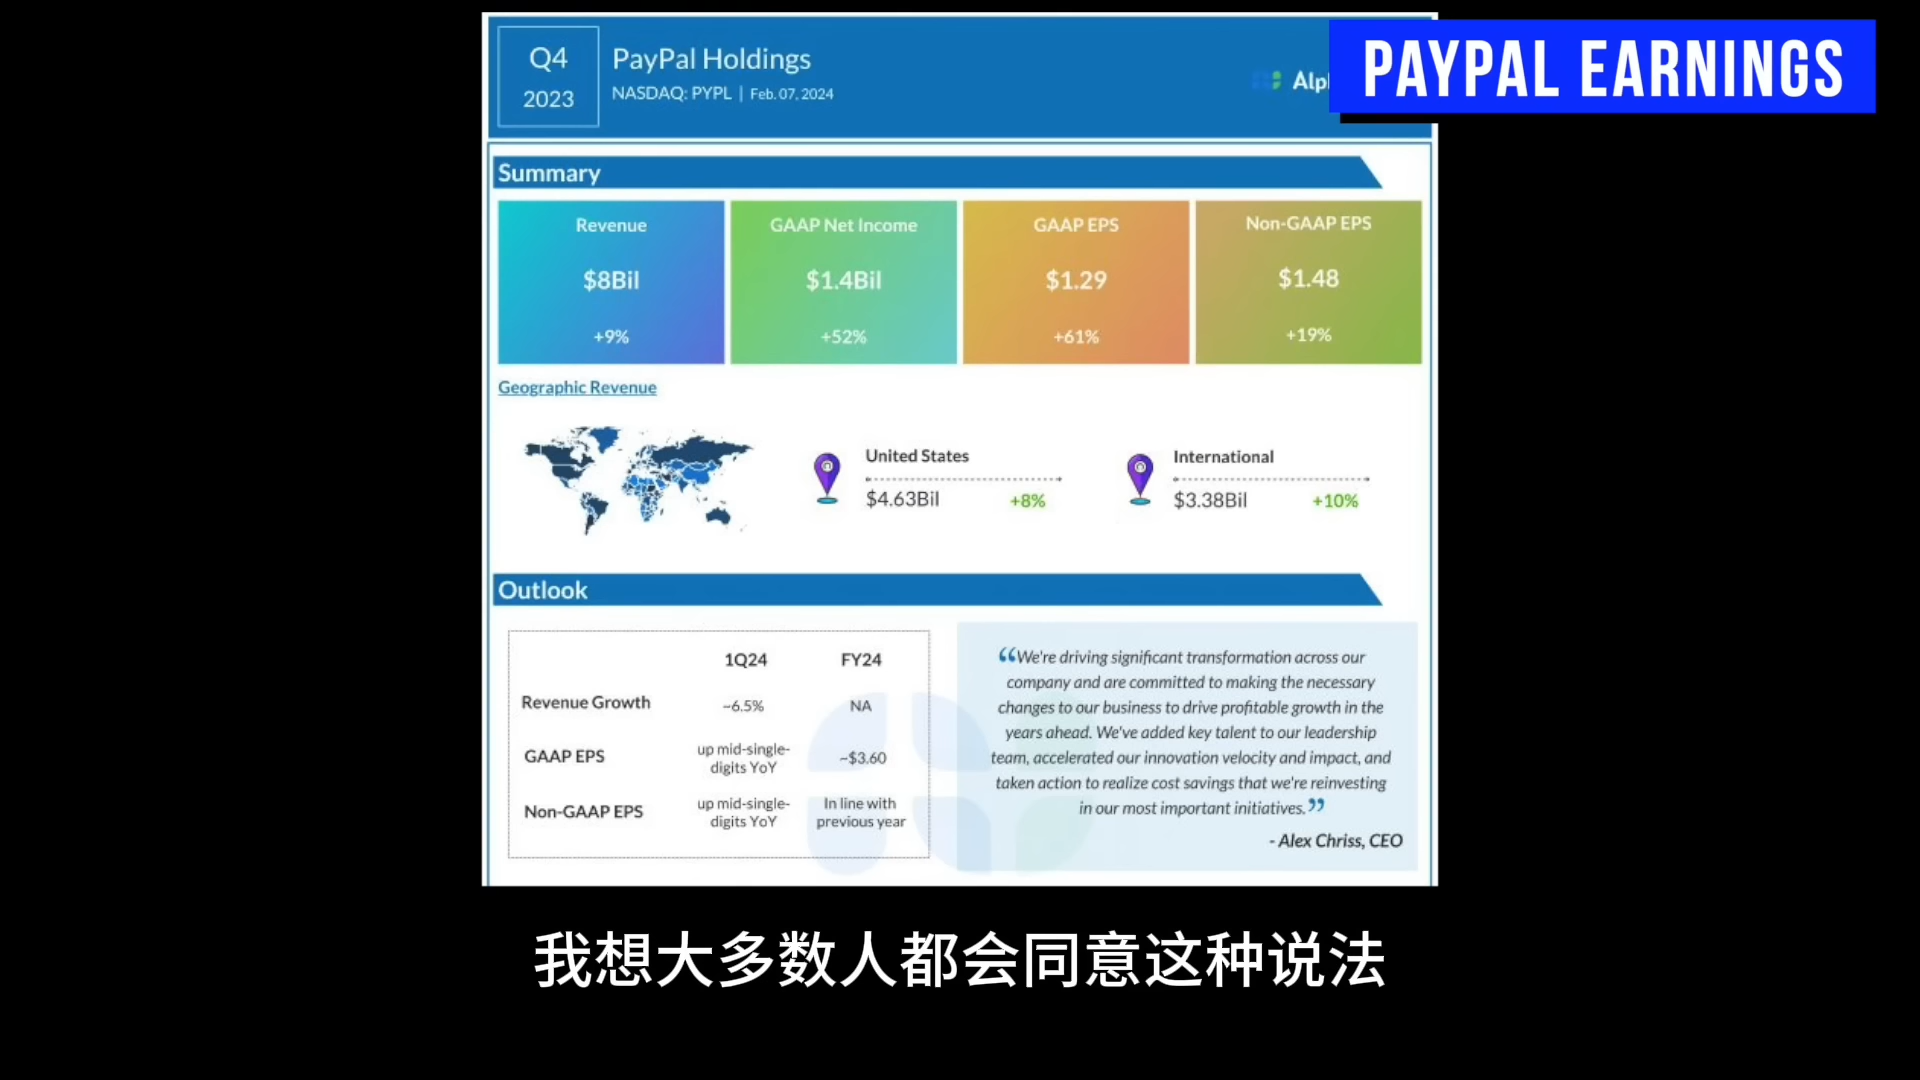 Q4
2023
PayPal Holdings
NASDAQ: PYPL | Feb. 07, 2024
PAYPAL EARNINGS
Summary
Revenue
$8Bil
+9%
GAAP Net Income
$1.4Bil
+52%
GAAP EPS
$1.29
+61%
Non-GAAP EPS
$1.48
+19%
Geographic Revenue
United States
$4.63Bil +8%
International
$3.38Bil +10%
Outlook
1Q24 FY24
Revenue Growth ~6.5% NA
GAAP EPS up mid-single-
digits YoY ~$3.60
Non-GAAP EPS up mid-single-
digits YoY In line with
previous year
“We're driving significant transformation across our
company and are committed to making the necessary
changes to our business to drive profitable growth in the
years ahead. We've added key talent to our leadership
team, accelerated our innovation velocity and impact, and
taken action to realize cost savings that we're reinvesting
in our most important initiatives.”
- Alex Chriss, CEO
我想大多数人都会同意这种说法